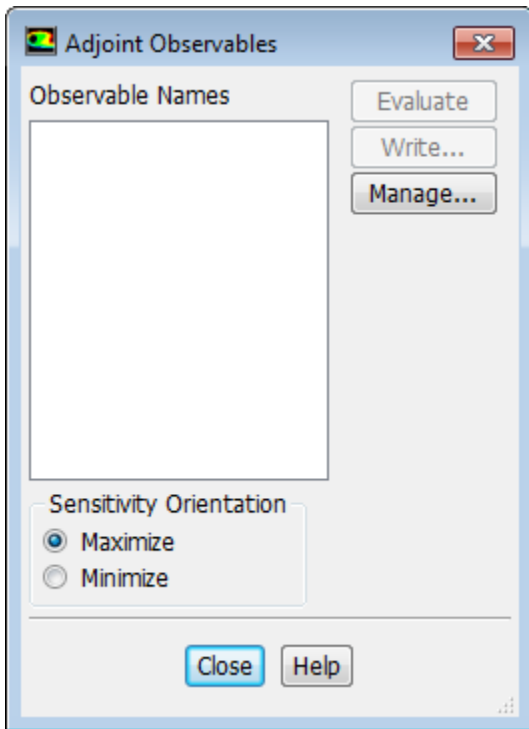 Adjoint Observables
Observable Names
Evaluate
Write...
Manage...
Sensitivity Orientation
Maximize
Minimize
Close Help